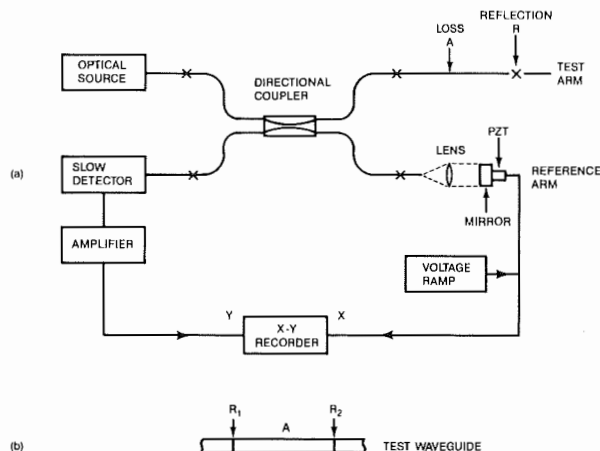 (a)
OPTICAL
SOURCE
DIRECTIONAL
COUPLER
LOSS
A
REFLECTION
R
TEST
ARM
SLOW
DETECTOR
LENS
PZT
MIRROR
REFERENCE
ARM
AMPLIFIER
VOLTAGE
RAMP
Y
X-Y
RECORDER
X
(b)
R1
A
R2
TEST WAVEGUIDE